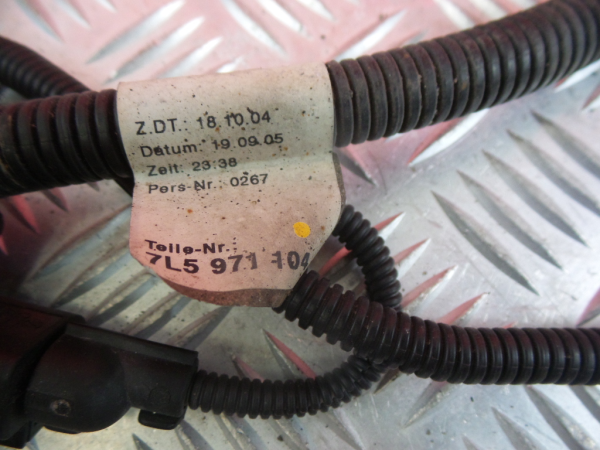 Z.DT.: 18.10.04
Datum: 19.09.05
Zeit: 23:38
Pers-Nr.: 0267
Teile-Nr.:
7L5 971 104